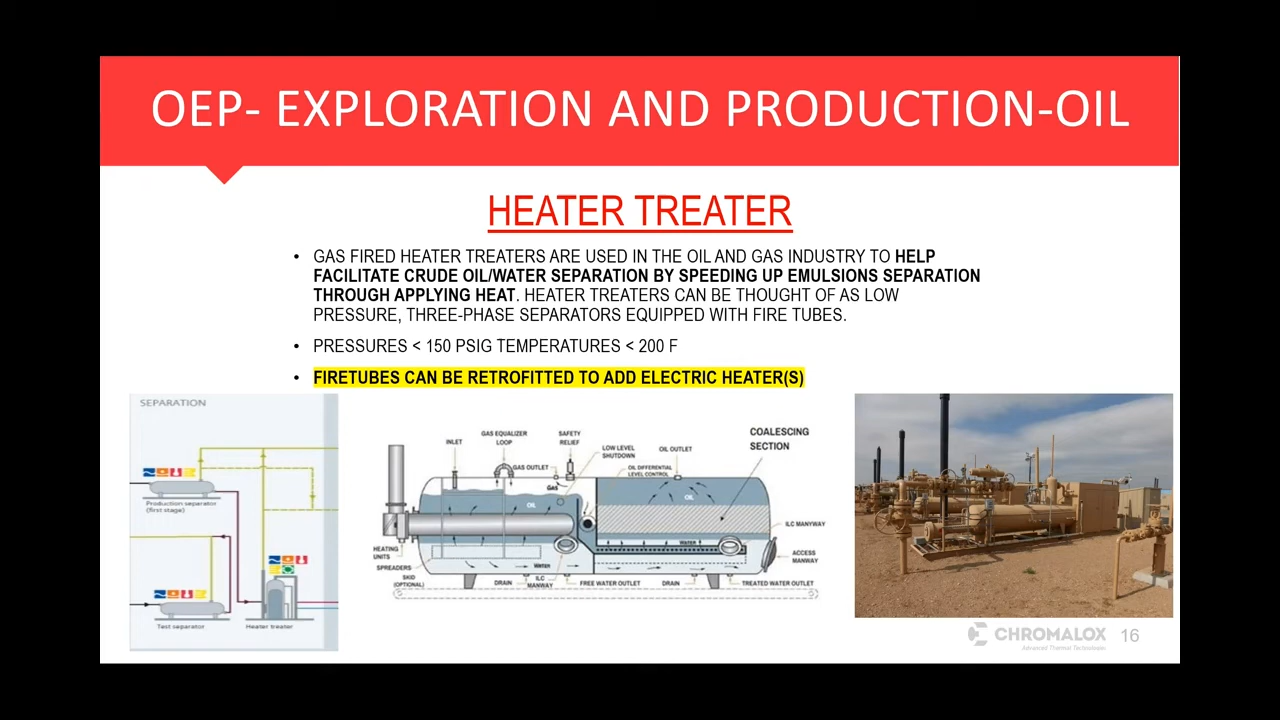 OEP- EXPLORATION AND PRODUCTION-OIL
HEATER TREATER
• GAS FIRED HEATER TREATERS ARE USED IN THE OIL AND GAS INDUSTRY TO HELP
FACILITATE CRUDE OIL/WATER SEPARATION BY SPEEDING UP EMULSIONS SEPARATION
THROUGH APPLYING HEAT. HEATER TREATERS CAN BE THOUGHT OF AS LOW
PRESSURE, THREE-PHASE SEPARATORS EQUIPPED WITH FIRE TUBES.
• PRESSURES < 150 PSIG TEMPERATURES < 200 F
• FIRETUBES CAN BE RETROFITTED TO ADD ELECTRIC HEATER(S)
SEPARATION
Production separator
(first stage)
Test separator
Heater treater
INLET
GAS EQUALIZER
LOOP
SAFETY
RELIEF
GAS OUTLET
GAS
LOW LEVEL
SHUTDOWN
OIL DIFFERENTIAL
LEVEL CONTROL
OIL OUTLET
COALESCING
SECTION
OIL
OIL
Water
Water
HEATING
UNITS
SPREADERS
SKID
(OPTIONAL)
DRAIN
ILC
MANWAY
FREE WATER OUTLET
DRAIN
TREATED WATER OUTLET
ILC MANYWAY
ACCESS
MANWAY
CHROMALOX
Advanced Thermal Technologies
16